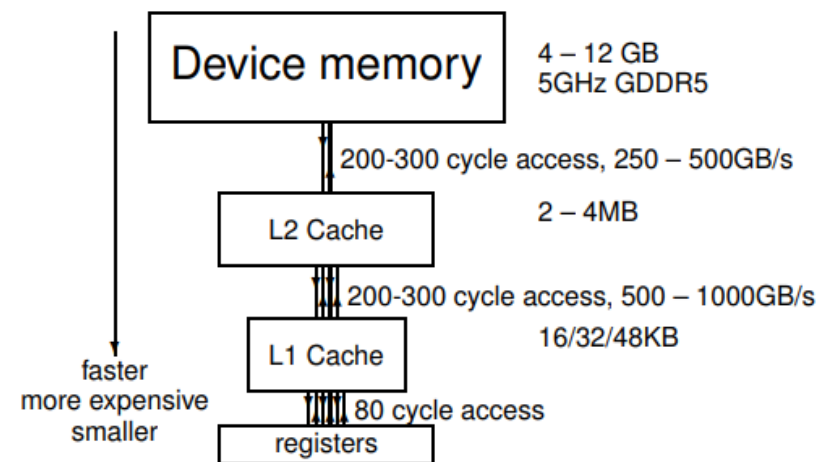 Device memory
4 – 12 GB
5GHz GDDR5
200-300 cycle access, 250 – 500GB/s
L2 Cache
2 – 4MB
200-300 cycle access, 500 – 1000GB/s
L1 Cache
16/32/48KB
faster
more expensive
smaller
80 cycle access
registers